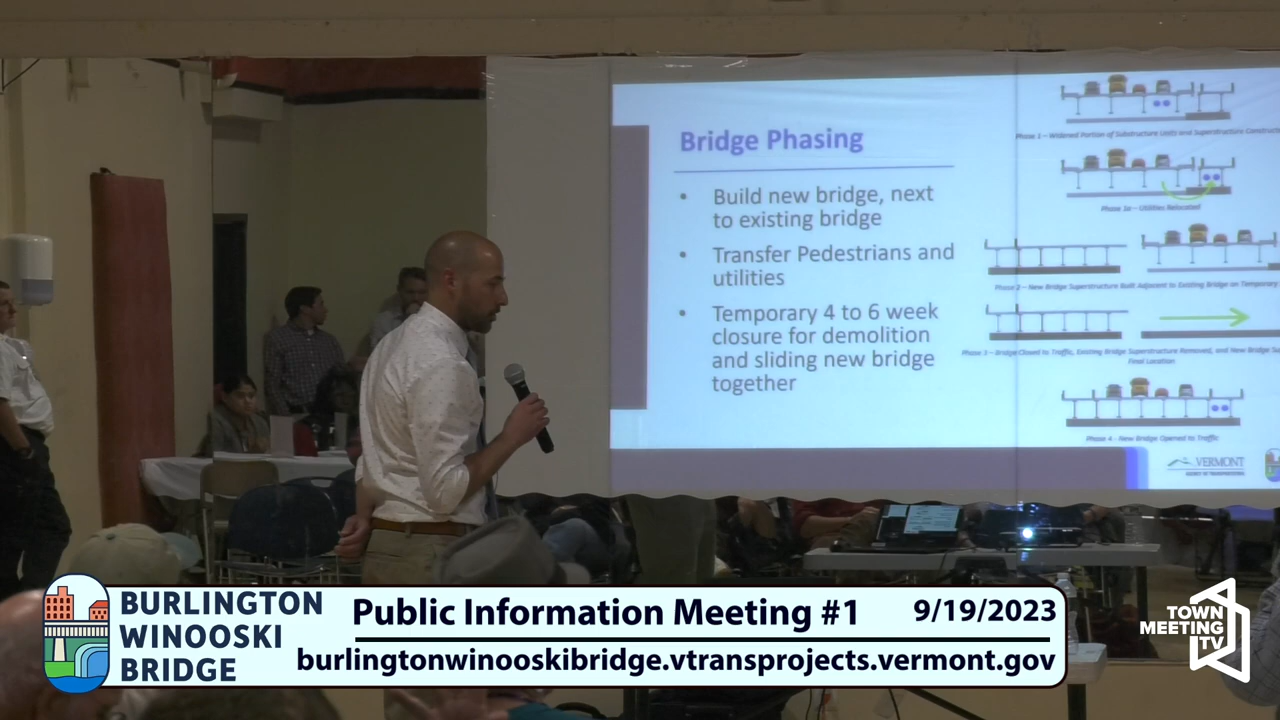 Bridge Phasing
• Build new bridge, next
to existing bridge
• Transfer Pedestrians and
utilities
• Temporary 4 to 6 week
closure for demolition
and sliding new bridge
together
Phase 1 – Widened Portion of Substructure Units and Superstructure Construc
Phase 1a – Utilities Relocated
Phase 2 – New Bridge Superstructure Built Adjacent to Existing Bridge on Temporary
Phase 3 – Bridge Closed to Traffic, Existing Bridge Superstructure Removed, and New Bridge
Final Location
Phase 4 - New Bridge Opened to Traffic
VERMONT
AGENCY OF TRANSPORTATION
BURLINGTON
WINOOSKI
BRIDGE
Public Information Meeting #1 9/19/2023
burlingtonwinooskibridge.vtransprojects.vermont.gov
TOWN
MEETING
TV